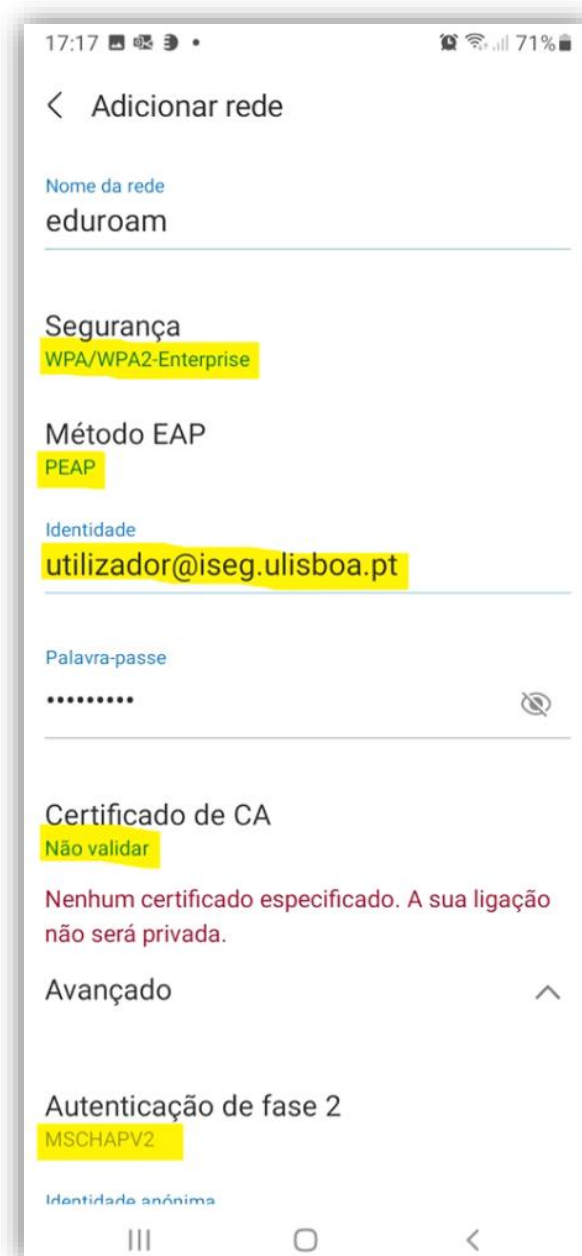 17:17 71%
Adicionar rede
Nome da rede
eduroam
Segurança
WPA/WPA2-Enterprise
Método EAP
PEAP
Identidade
utilizador@iseg.ulisboa.pt
Palavra-passe
•••••••••
Certificado de CA
Não validar
Nenhum certificado especificado. A sua ligação
não será privada.
Avançado
Autenticação de fase 2
MSCHAPV2
Identidade anónima